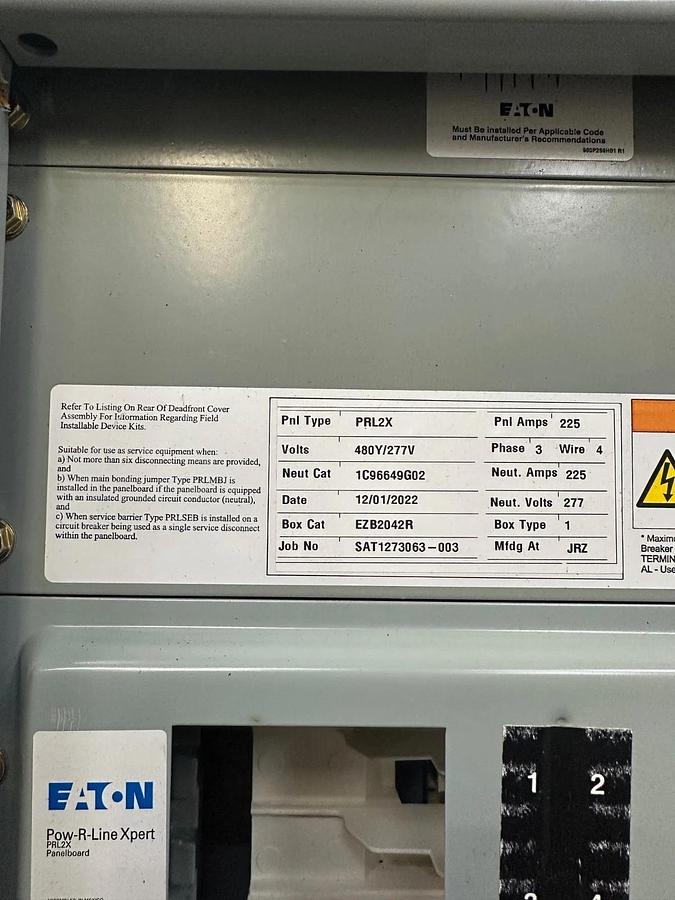 EATON
Must Be Installed Per Applicable Code
and Manufacturer's Recommendations
Refer To Listing On Rear Of Deadfront Cover
Assembly For Information Regarding Field
Installable Device Kits.
Suitable for use as service equipment when:
a) Not more than six disconnecting means are provided,
and
b) When main bonding jumper Type PRLMBJ is
installed in the panelboard if the panelboard is equipped
with an insulated grounded circuit conductor (neutral),
and
c) When service barrier Type PRLSEB is installed on a
circuit breaker being used as a single service disconnect
within the panelboard.
Pnl Type PRL2X Pnl Amps 225
Volts 480Y/277V Phase 3 Wire 4
Neut Cat 1C96649G02 Neut. Amps 225
Date 12/01/2022 Neut. Volts 277
Box Cat EZB2042R Box Type 1
Job No SAT1273063-003 Mfdg At JRZ
Breaker
AL - Use
EATON
Pow-R-Line Xpert
PRL2X
Panelboard
1 2